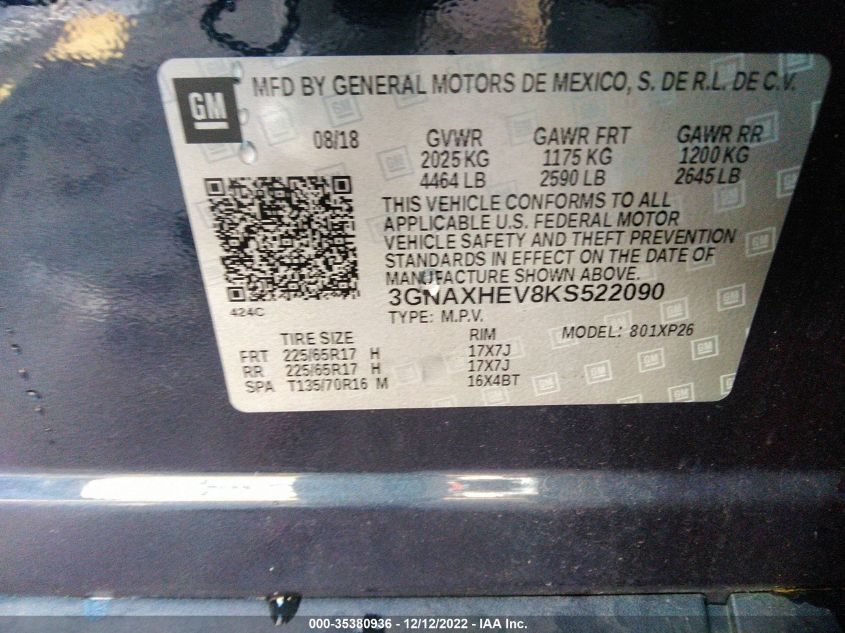 GM
MFD BY GENERAL MOTORS DE MEXICO, S. DE R.L. DE C.V.
08/18 GVWR GAWR FRT GAWR RR
2025 KG 1175 KG 1200 KG
4464 LB 2590 LB 2645 LB
THIS VEHICLE CONFORMS TO ALL
APPLICABLE U.S. FEDERAL MOTOR
VEHICLE SAFETY AND THEFT PREVENTION
STANDARDS IN EFFECT ON THE DATE OF
MANUFACTURE SHOWN ABOVE.
424C
3GNAXHEV8KS522090
TYPE: M.P.V. MODEL: 801XP26
TIRE SIZE RIM
FRT 225/65R17 H 17X7J
RR 225/65R17 H 17X7J
SPA T135/70R16 M 16X4BT
000-35380936 - 12/12/2022 - IAA Inc.